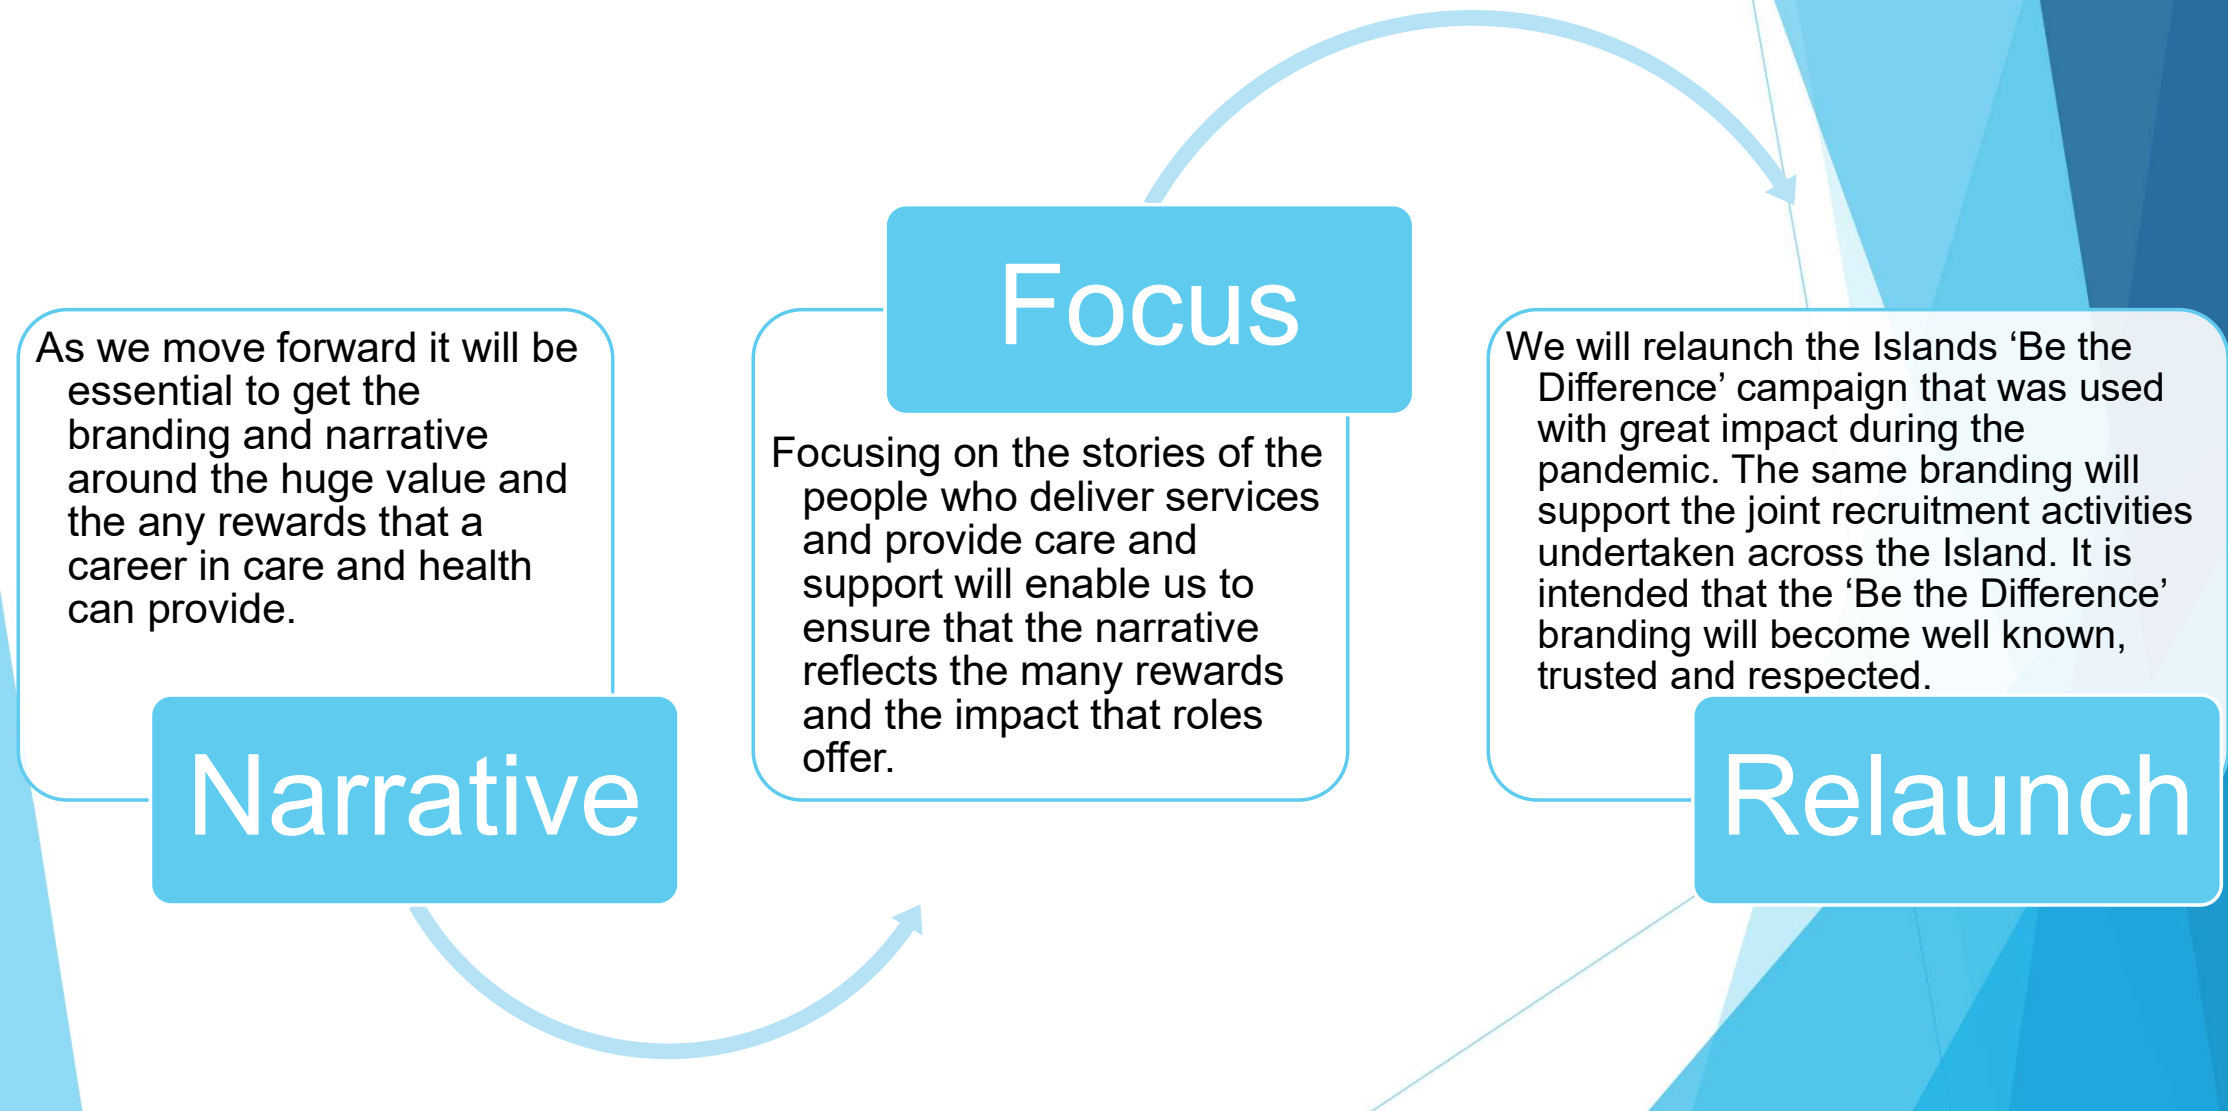 As we move forward it will be
essential to get the
branding and narrative
around the huge value and
the any rewards that a
career in care and health
can provide.
Narrative
Focus
Focusing on the stories of the
people who deliver services
and provide care and
support will enable us to
ensure that the narrative
reflects the many rewards
and the impact that roles
offer.
We will relaunch the Islands ‘Be the
Difference’ campaign that was used
with great impact during the
pandemic. The same branding will
support the joint recruitment activities
undertaken across the Island. It is
intended that the ‘Be the Difference’
branding will become well known,
trusted and respected.
Relaunch